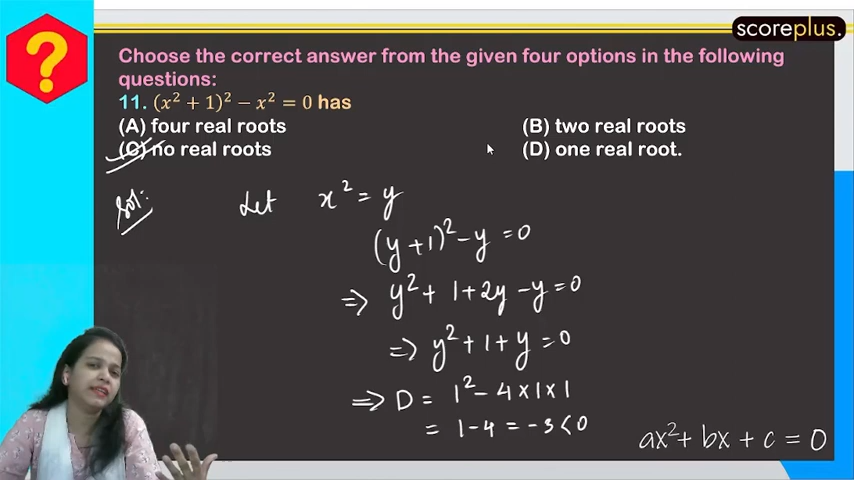 scoreplus.
?
Choose the correct answer from the given four options in the following
questions:
11. (x² + 1)² − x² = 0 has
(A) four real roots
(B) two real roots
(C) no real roots
(D) one real root.
Sol:
Let x² = y
(y + 1)² − y = 0
⇒ y² + 1 + 2y − y = 0
⇒ y² + 1 + y = 0
⇒ D = 1² − 4 × 1 × 1
= 1 − 4 = −3 < 0
ax² + bx + c = 0